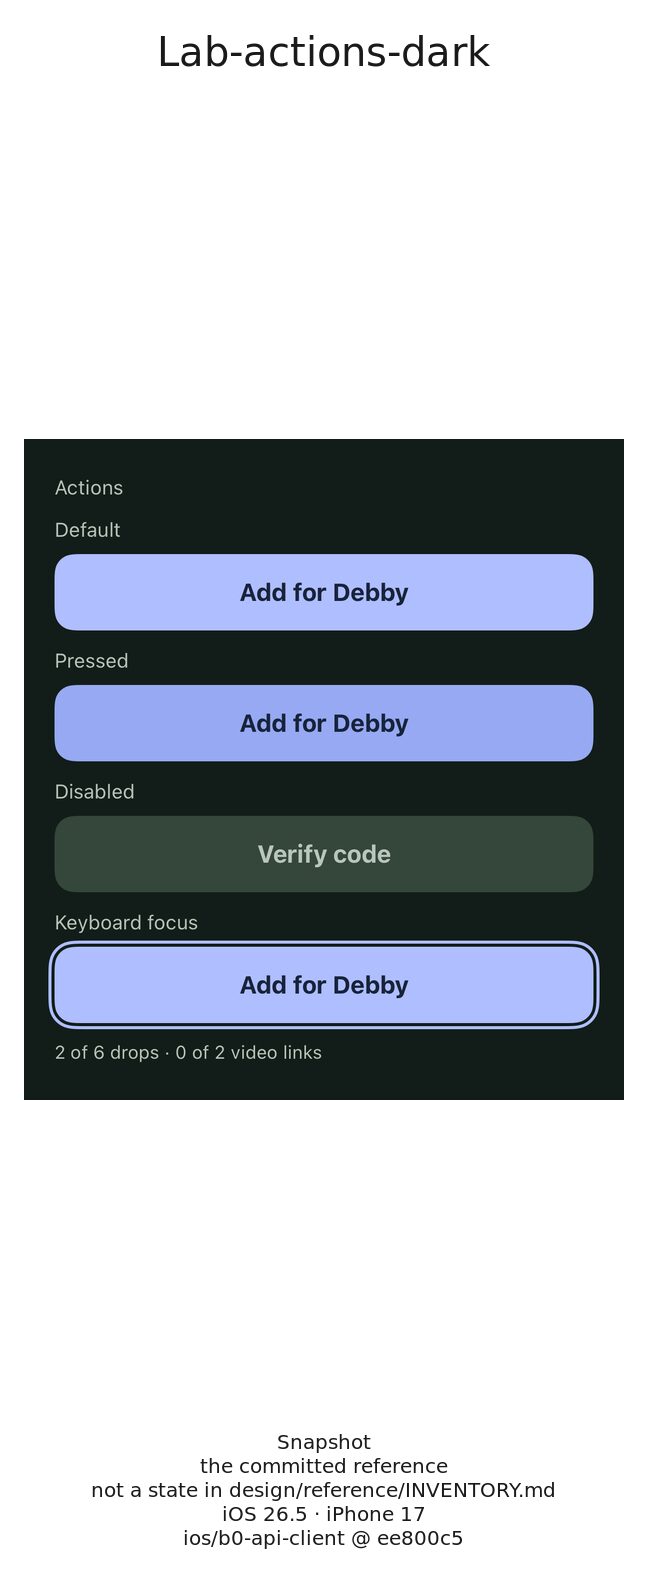 Lab-actions-dark
Actions
Default
Add for Debby
Pressed
Add for Debby
Disabled
Verify code
Keyboard focus
Add for Debby
2 of 6 drops · 0 of 2 video links
Snapshot
the committed reference
not a state in design/reference/INVENTORY.md
iOS 26.5 · iPhone 17
ios/b0-api-client @ ee800c5